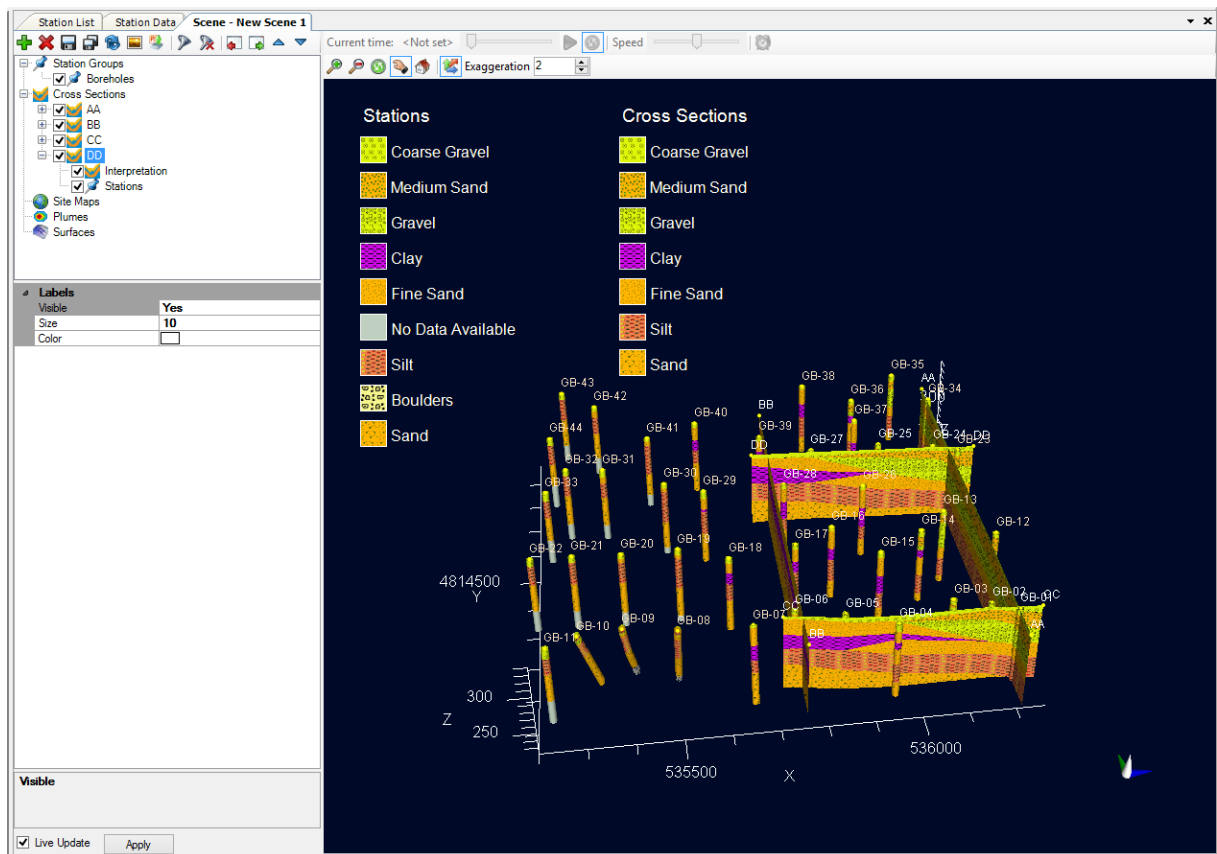 Station List Station Data Scene - New Scene 1
Current time: <Not set> Speed
Exaggeration 2
Station Groups
Boreholes
Cross Sections
AA
BB
CC
DD
Interpretation
Stations
Site Maps
Plumes
Surfaces
Labels
Visible Yes
Size 10
Color
Visible
Live Update Apply
Stations Cross Sections
Coarse Gravel Coarse Gravel
Medium Sand Medium Sand
Gravel Gravel
Clay Clay
Fine Sand Fine Sand
No Data Available Silt
Silt Sand
Boulders
Sand
GB-35
GB-38 AA
GB-43 GB-36 GB-34
GB-42 BB GB-37
GB-44 GB-41 GB-40 GB-39 GB-27 GB-25 GB-24 GB-23 DD
DD
GB-33 GB-32 GB-31 GB-30 GB-29 GB-28 GB-26
GB-13
GB-16 GB-14 GB-12
GB-22 GB-21 GB-20 GB-19 GB-18 GB-17 GB-15
4814500
Y
GB-11 GB-10 GB-09 GB-08 GB-07 CC GB-06 GB-05 GB-04 GB-03 GB-02 GB-01 CC
BB AA
300
Z
250
535500 X 536000